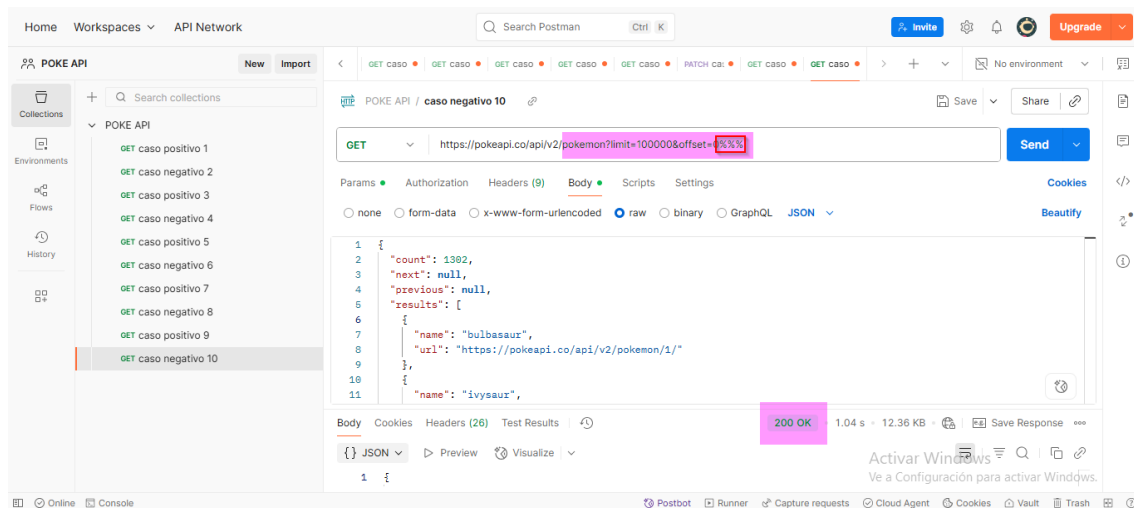 Home Workspaces API Network Search Postman Ctrl K Invite Upgrade
POKE API New Import GET caso GET caso GET caso GET caso GET caso PATCH ca: GET caso GET caso No environment
Collections
Environments
Flows
History
Search collections
POKE API
GET caso positivo 1
GET caso negativo 2
GET caso positivo 3
GET caso negativo 4
GET caso positivo 5
GET caso negativo 6
GET caso positivo 7
GET caso negativo 8
GET caso positivo 9
GET caso negativo 10
HTTP POKE API / caso negativo 10 Save Share
GET https://pokeapi.co/api/v2/pokemon?limit=100000&offset=0%%% Send
Params Authorization Headers (9) Body Scripts Settings Cookies
none form-data x-www-form-urlencoded raw binary GraphQL JSON Beautify
1 {
2 "count": 1302,
3 "next": null,
4 "previous": null,
5 "results": [
6 {
7 "name": "bulbasaur",
8 "url": "https://pokeapi.co/api/v2/pokemon/1/"
9 },
10 {
11 "name": "ivysaur",
Body Cookies Headers (26) Test Results 200 OK 1.04 s 12.36 KB Save Response
{} JSON Preview Visualize
1 {
Activar Windows
Ve a Configuración para activar Windows.
Online Console Postbot Runner Capture requests Cloud Agent Cookies Vault Trash